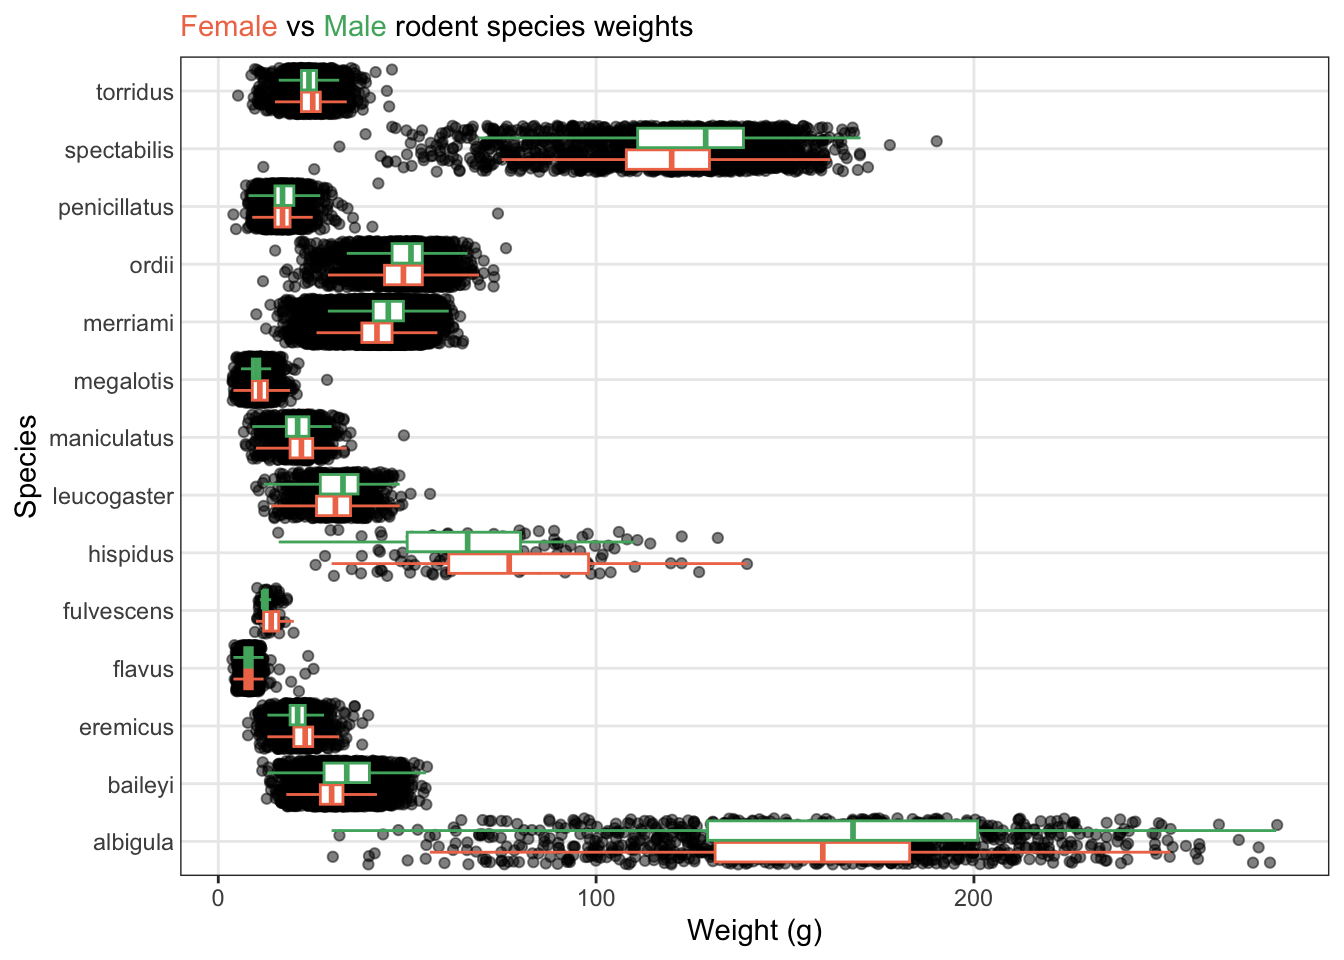 Female vs Male rodent species weights
torridus
spectabilis
penicillatus
ordii
merriami
megalotis
maniculatus
leucogaster
hispidus
fulvescens
flavus
eremicus
baileyi
albigula
Species
0
100
200
Weight (g)